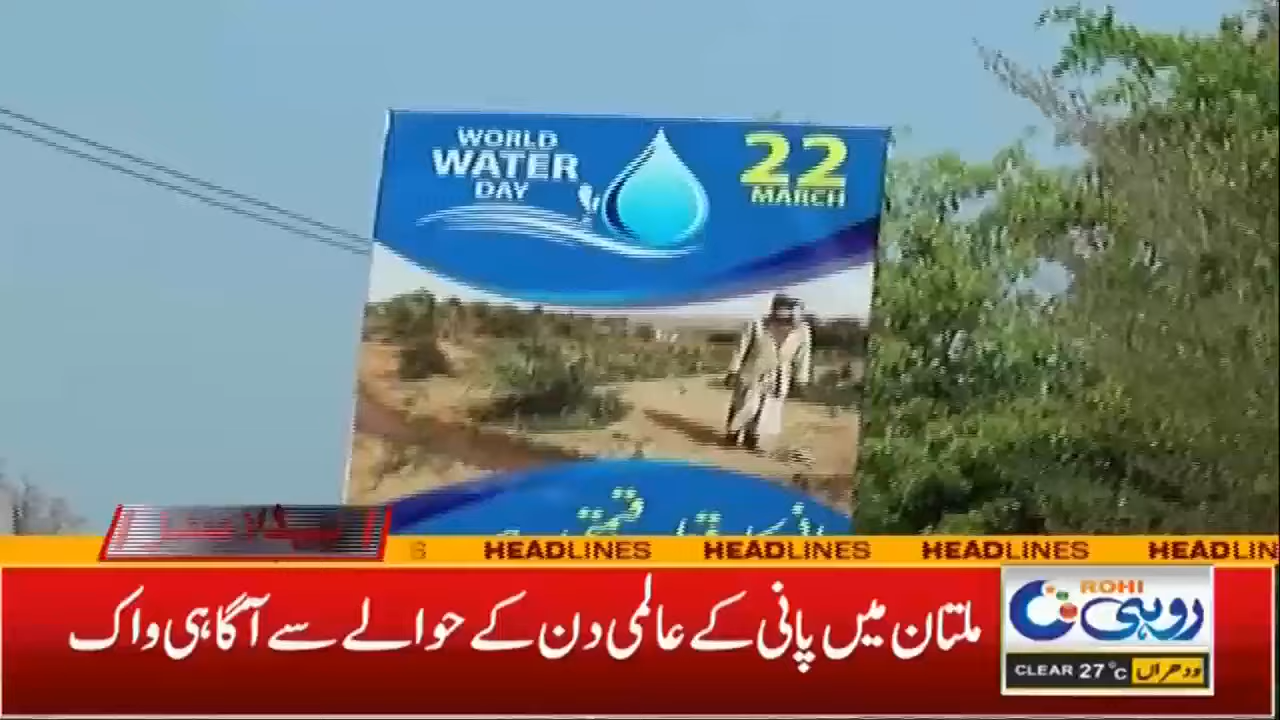 WORLD
WATER
DAY
22
MARCH
HEADLINES HEADLINES HEADLINES HEADLIN
ملتان میں پانی کے عالمی دن کے حوالے سے آگاہی واک
ROHI
روہی
CLEAR 27°C لودھراں